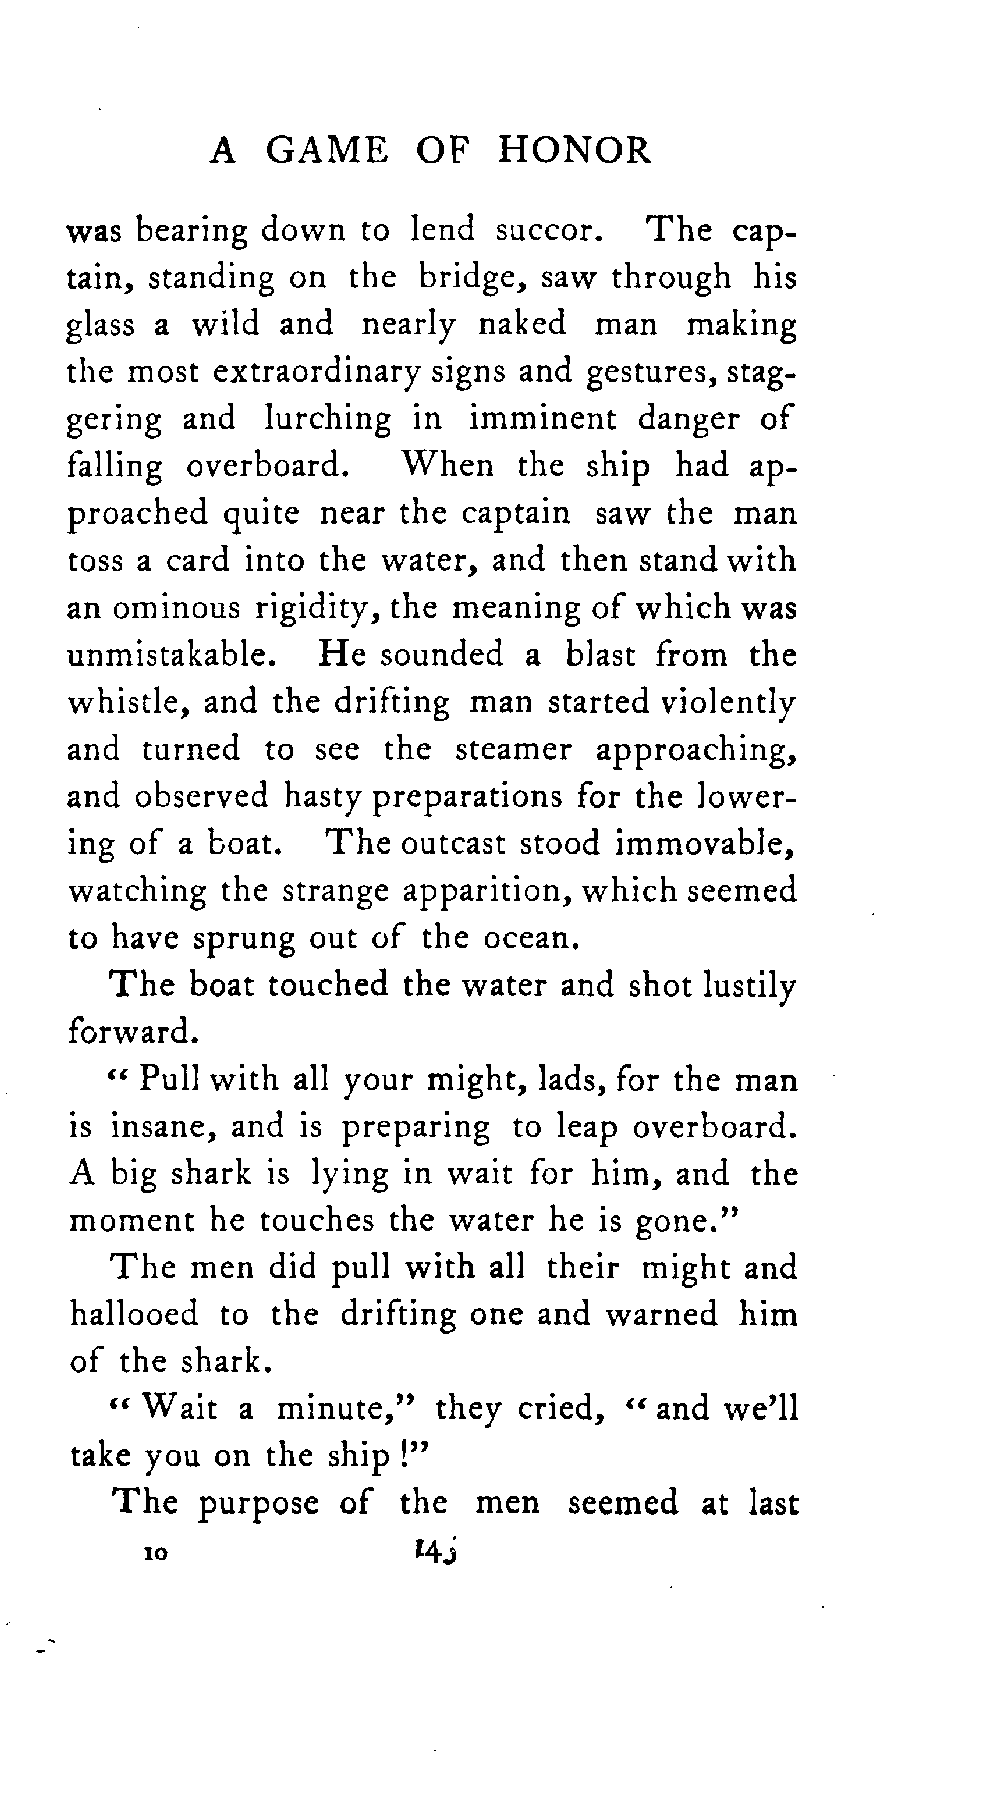 A GAME OF HONOR
was bearing down to lend succor. The cap-
tain, standing on the bridge, saw through his
glass a wild and nearly naked man making
the most extraordinary signs and gestures, stag-
gering and lurching in imminent danger of
falling overboard. When the ship had ap-
proached quite near the captain saw the man
toss a card into the water, and then stand with
an ominous rigidity, the meaning of which was
unmistakable. He sounded a blast from the
whistle, and the drifting man started violently
and turned to see the steamer approaching,
and observed hasty preparations for the lower-
ing of a boat. The outcast stood immovable,
watching the strange apparition, which seemed
to have sprung out of the ocean.
The boat touched the water and shot lustily
forward.
“ Pull with all your might, lads, for the man
is insane, and is preparing to leap overboard.
A big shark is lying in wait for him, and the
moment he touches the water he is gone.”
The men did pull with all their might and
hallooed to the drifting one and warned him
of the shark.
“ Wait a minute,” they cried, “ and we’ll
take you on the ship !”
The purpose of the men seemed at last
10